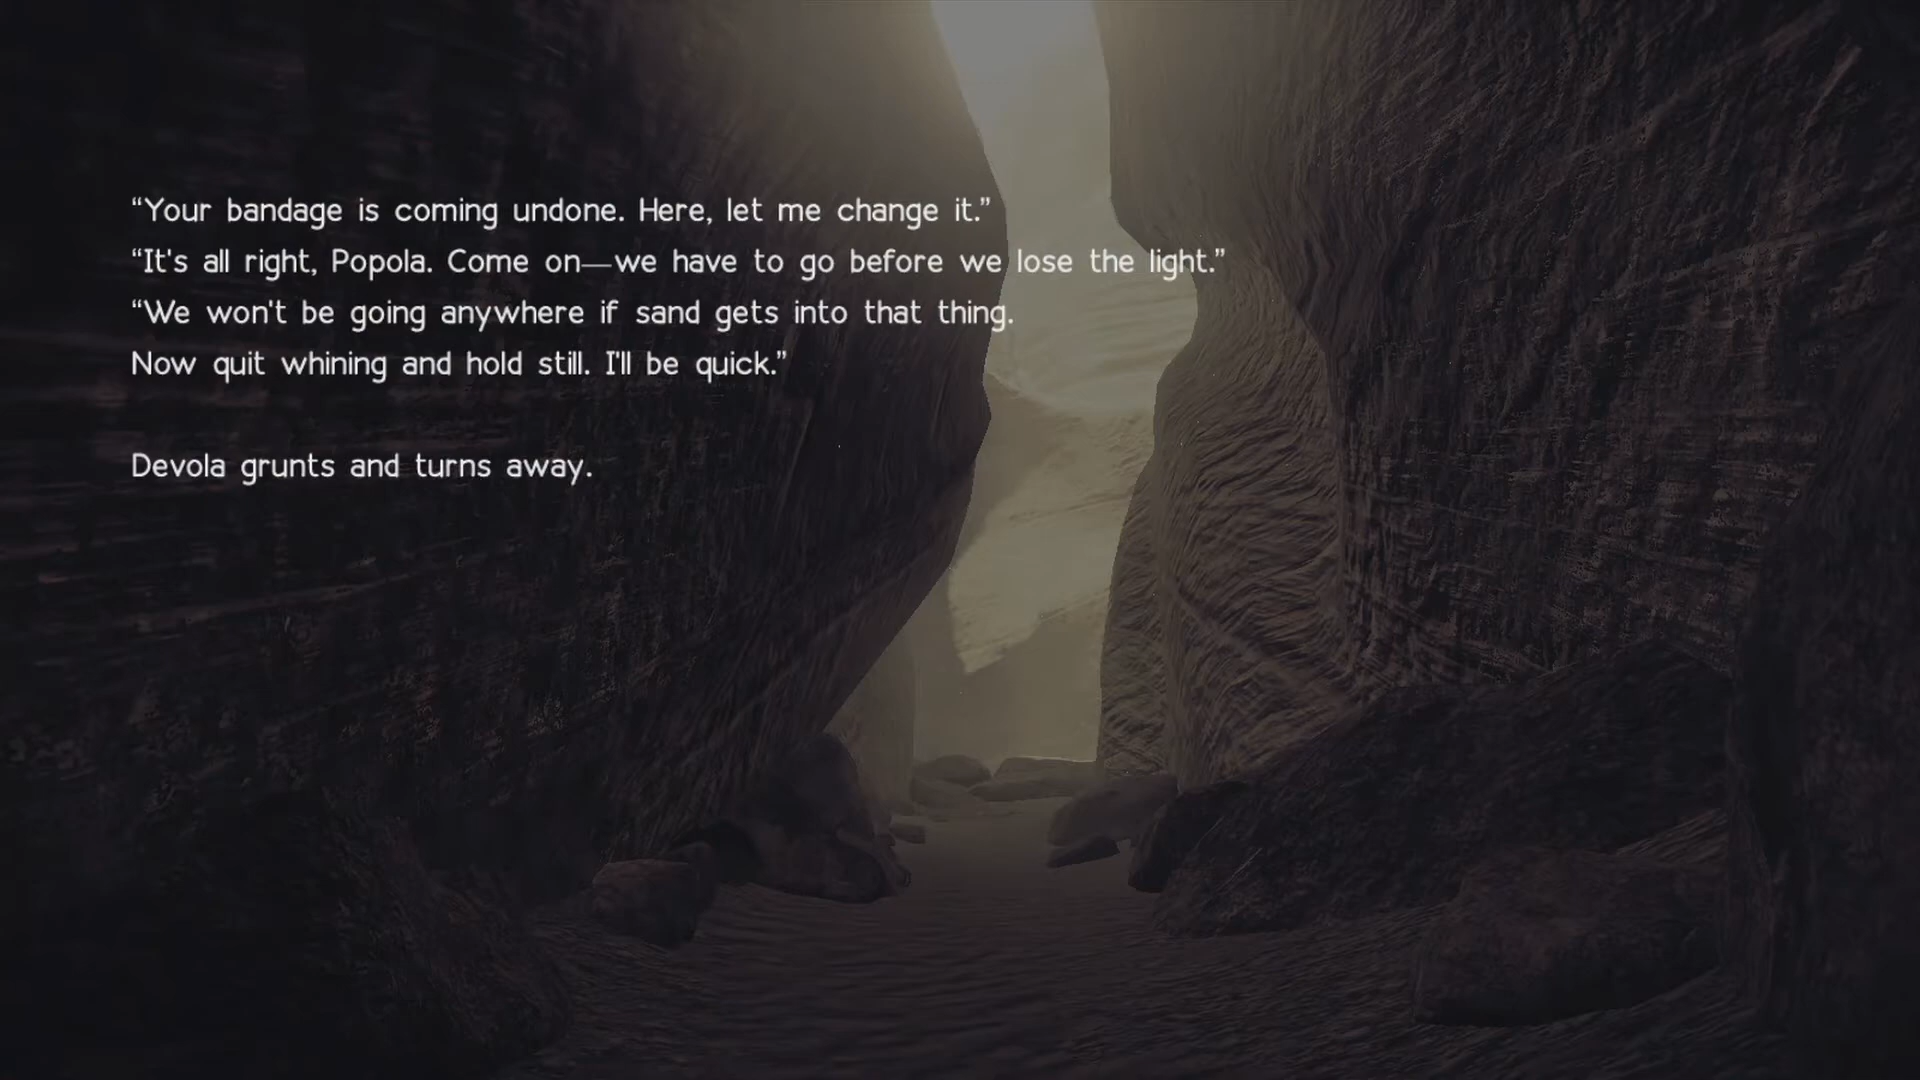 “Your bandage is coming undone. Here, let me change it.”
“It's all right, Popola. Come on—we have to go before we lose the light.”
“We won't be going anywhere if sand gets into that thing.
Now quit whining and hold still. I'll be quick.”
Devola grunts and turns away.